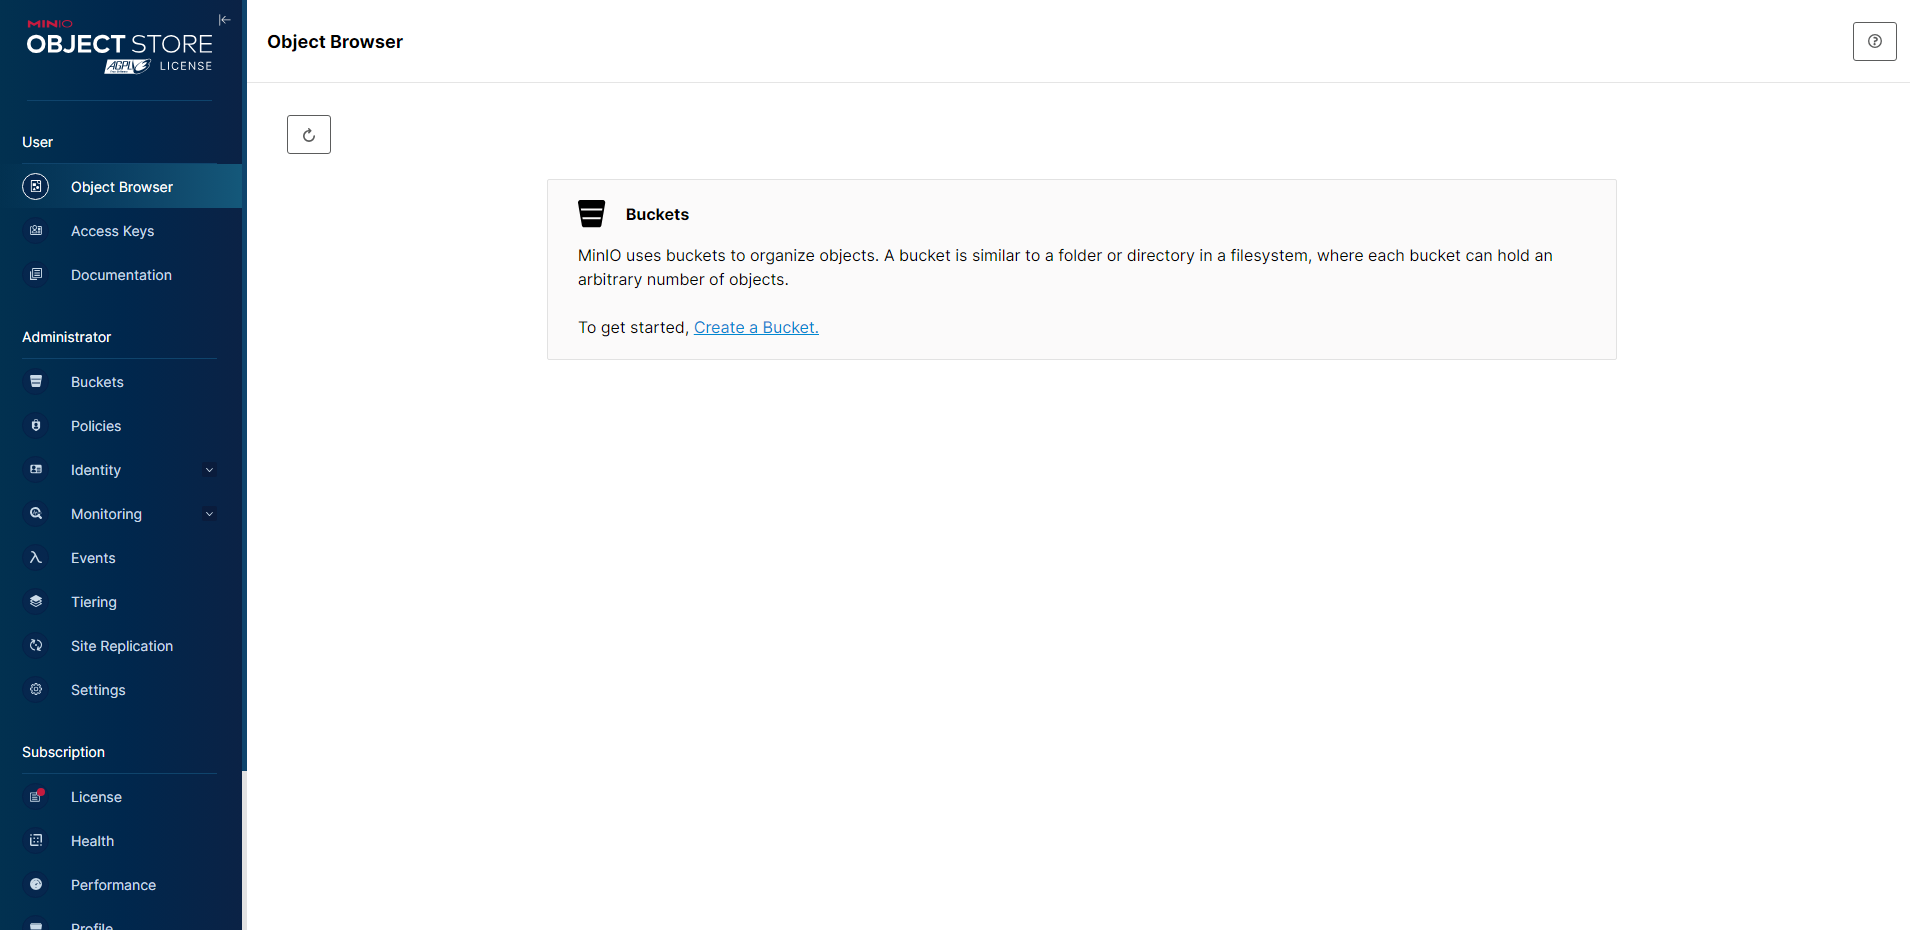 MINIO
OBJECT STORE
AGPL
LICENSE
User
Object Browser
Access Keys
Documentation
Administrator
Buckets
Policies
Identity
Monitoring
Events
Tiering
Site Replication
Settings
Subscription
License
Health
Performance
Profile
Object Browser
Buckets
MinIO uses buckets to organize objects. A bucket is similar to a folder or directory in a filesystem, where each bucket can hold an
arbitrary number of objects.
To get started, Create a Bucket.